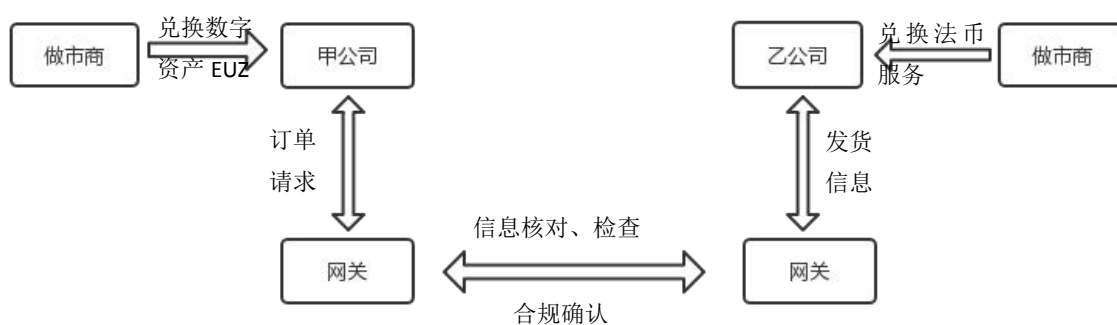 兑换数字
做市商
甲公司
资产 EUZ
兑换法币
乙公司
做市商
服务
订单
请求
发货
信息
信息核对、检查
网关
网关
合规确认